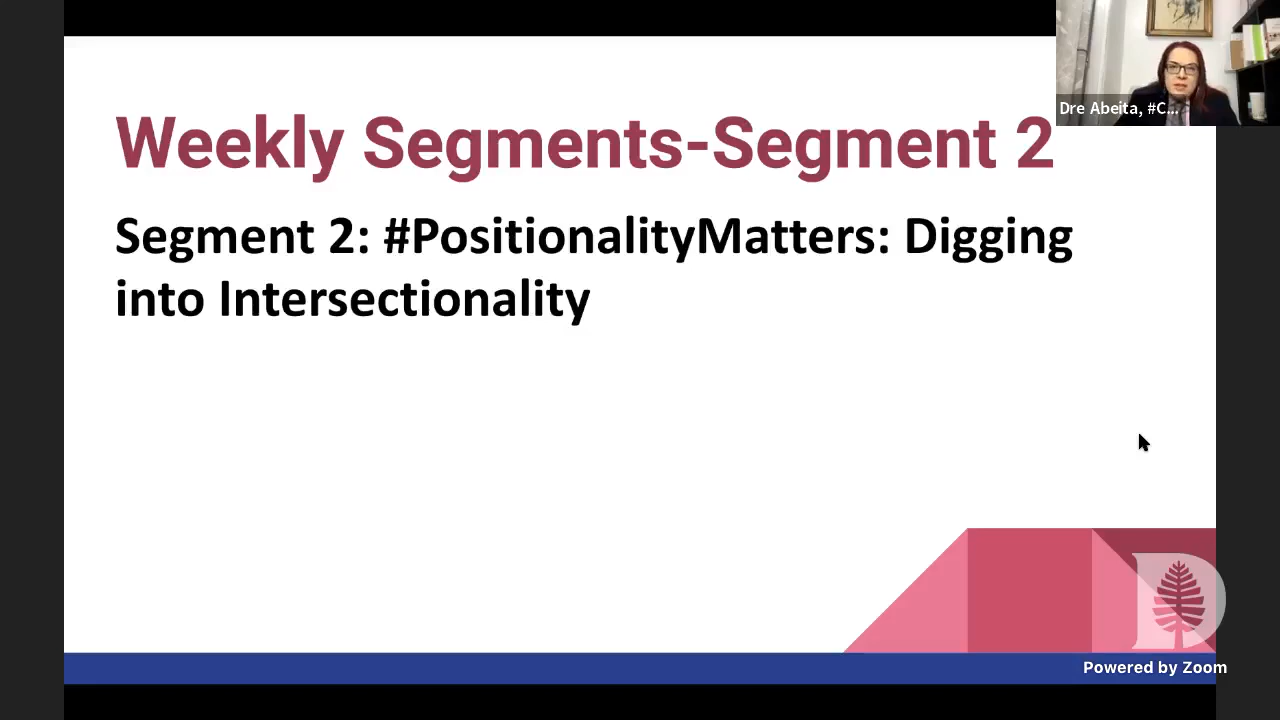 Dre Abeita, #C...
Weekly Segments-Segment 2
Segment 2: #PositionalityMatters: Digging
into Intersectionality
D
Powered by Zoom